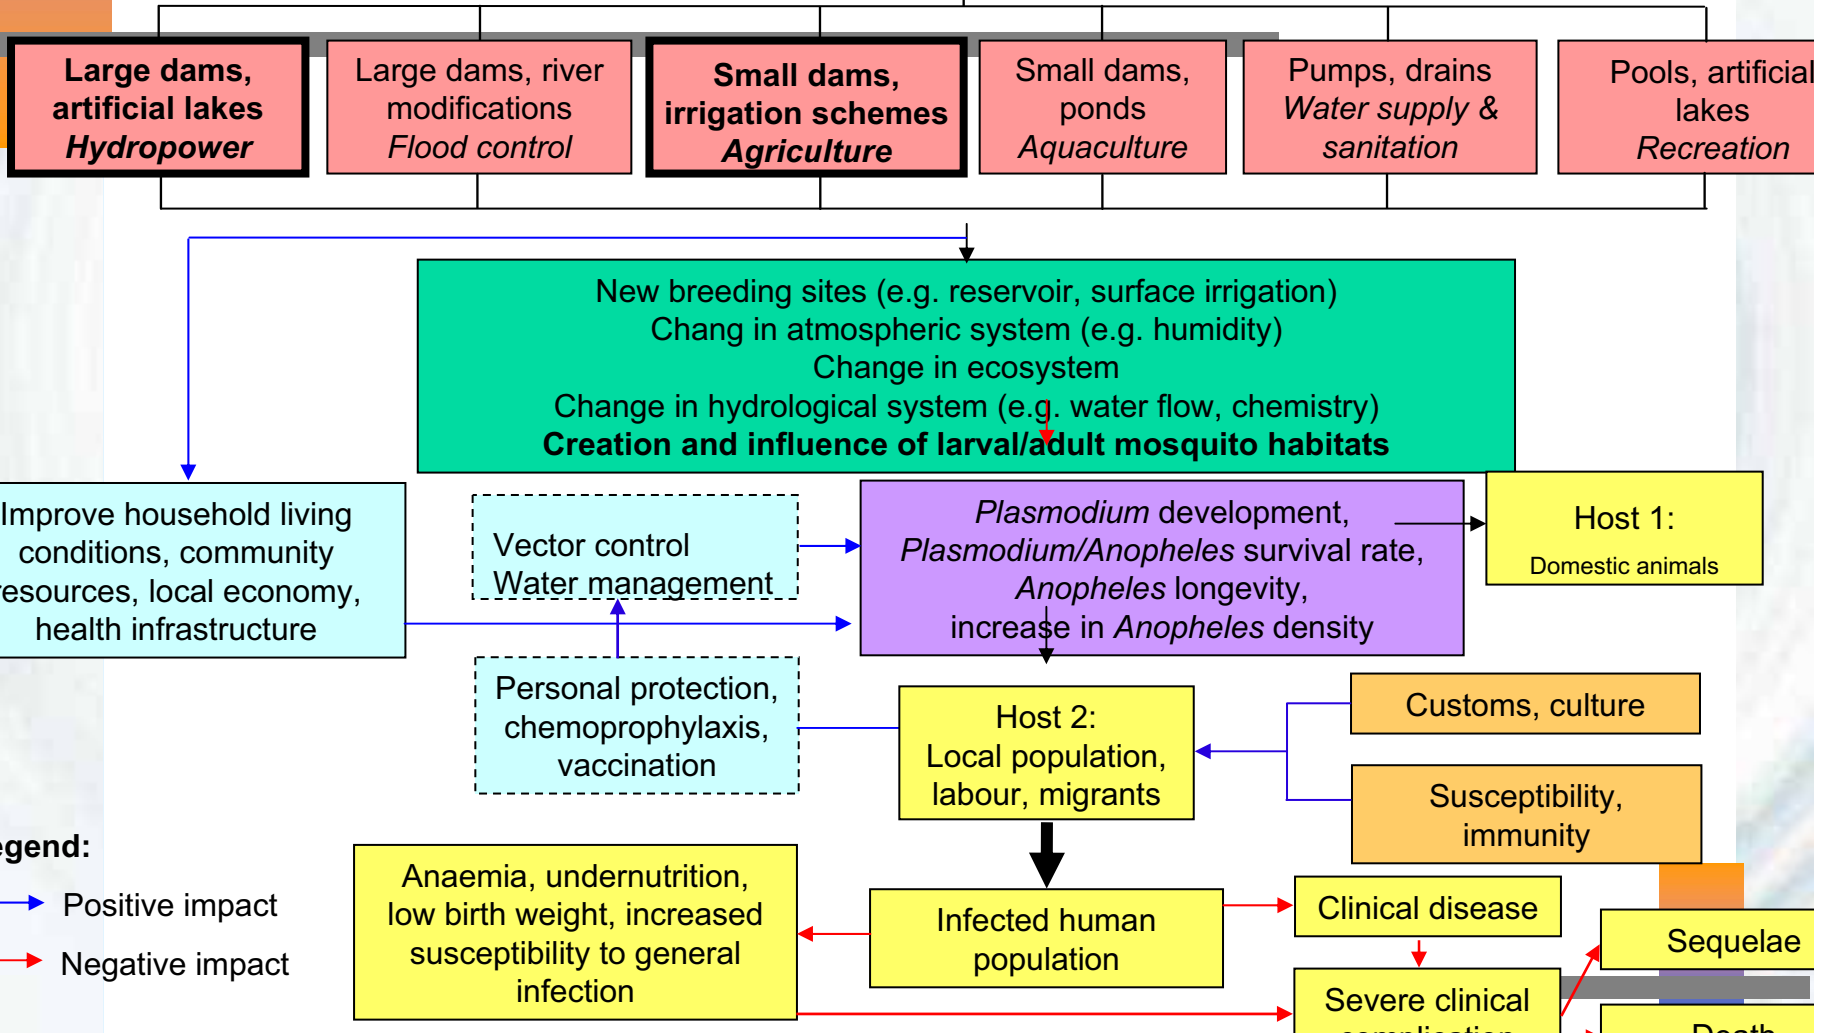 Large dams,
artificial lakes
Hydropower
Large dams, river
modifications
Flood control
Small dams,
irrigation schemes
Agriculture
Small dams,
ponds
Aquaculture
Pumps, drains
Water supply &
sanitation
Pools, artificial
lakes
Recreation
New breeding sites (e.g. reservoir, surface irrigation)
Chang in atmospheric system (e.g. humidity)
Change in ecosystem
Change in hydrological system (e.g. water flow, chemistry)
Creation and influence of larval/adult mosquito habitats
Improve household living
conditions, community
resources, local economy,
health infrastructure
Vector control
Water management
Plasmodium development,
Plasmodium/Anopheles survival rate,
Anopheles longevity,
increase in Anopheles density
Host 1:
Domestic animals
Personal protection,
chemoprophylaxis,
vaccination
Host 2:
Local population,
labour, migrants
Customs, culture
Susceptibility,
immunity
egend:
Positive impact
Negative impact
Anaemia, undernutrition,
low birth weight, increased
susceptibility to general
infection
Infected human
population
Clinical disease
Sequelae
Severe clinical
complication
Death